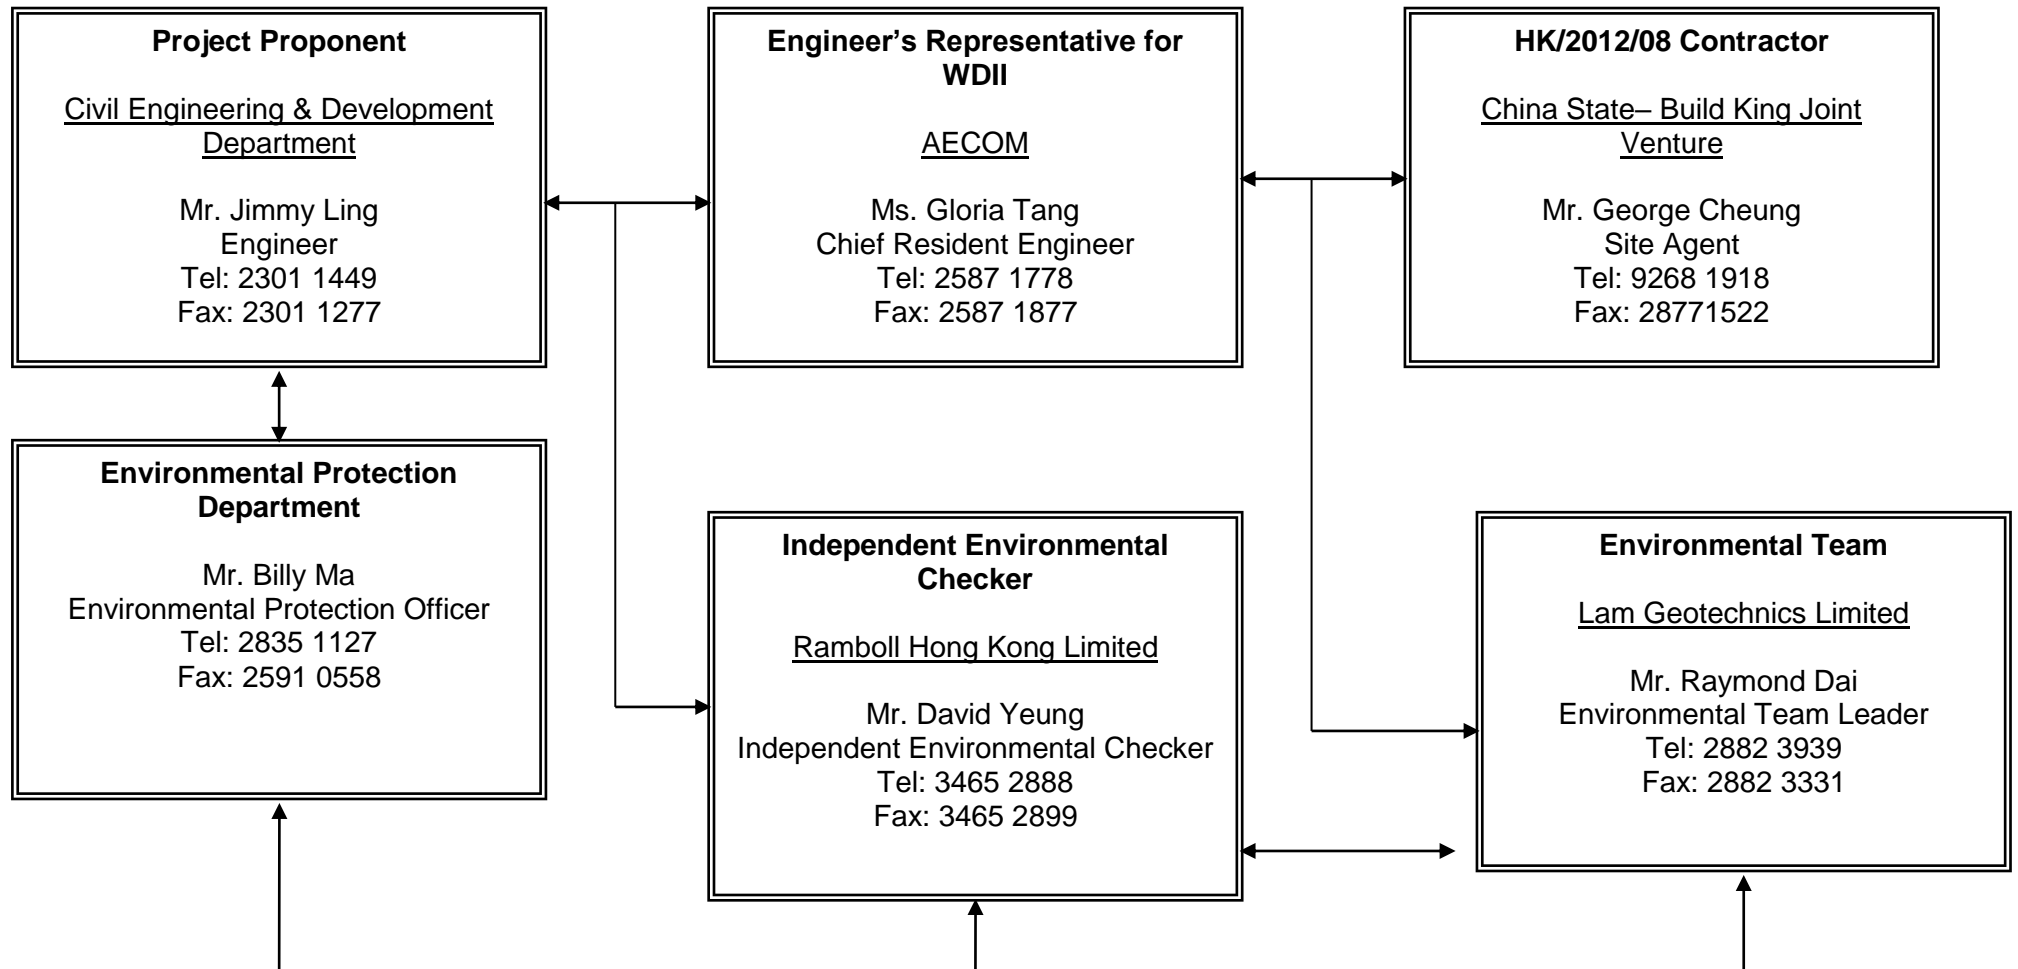 Project Proponent
Civil Engineering & Development
Department
Mr. Jimmy Ling
Engineer
Tel: 2301 1449
Fax: 2301 1277
Engineer’s Representative for
WDII
AECOM
Ms. Gloria Tang
Chief Resident Engineer
Tel: 2587 1778
Fax: 2587 1877
HK/2012/08 Contractor
China State– Build King Joint
Venture
Mr. George Cheung
Site Agent
Tel: 9268 1918
Fax: 28771522
Environmental Protection
Department
Mr. Billy Ma
Environmental Protection Officer
Tel: 2835 1127
Fax: 2591 0558
Independent Environmental
Checker
Ramboll Hong Kong Limited
Mr. David Yeung
Independent Environmental Checker
Tel: 3465 2888
Fax: 3465 2899
Environmental Team
Lam Geotechnics Limited
Mr. Raymond Dai
Environmental Team Leader
Tel: 2882 3939
Fax: 2882 3331